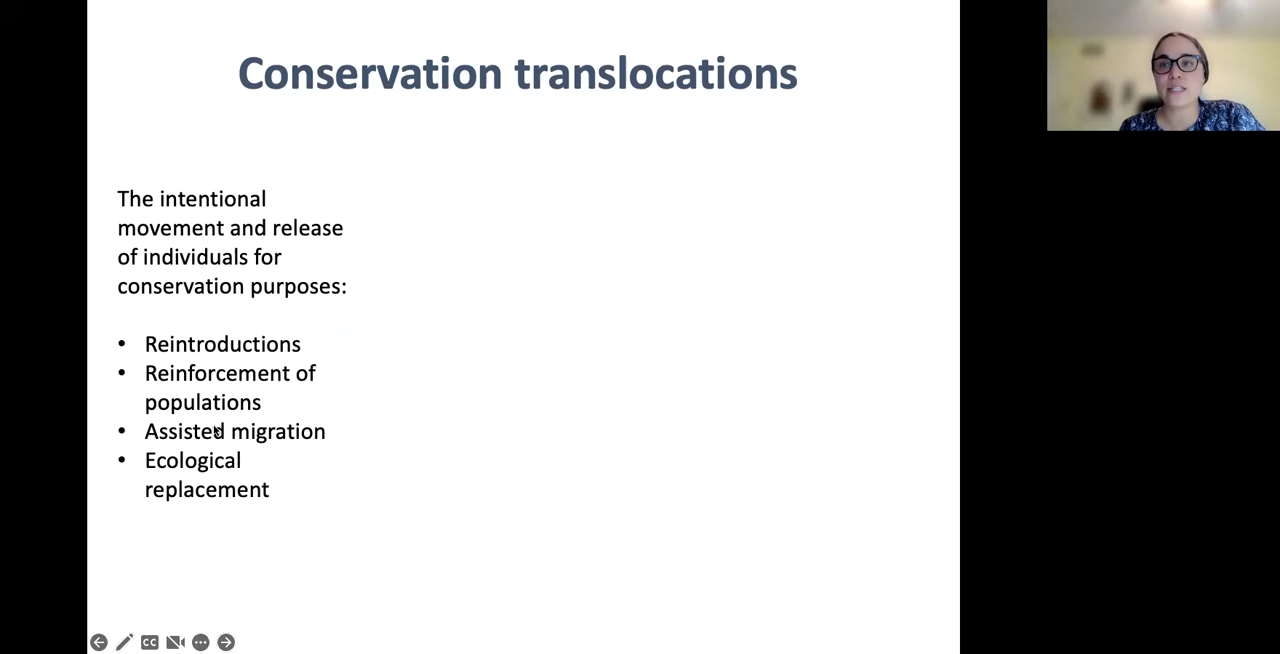 Conservation translocations
The intentional
movement and release
of individuals for
conservation purposes:
• Reintroductions
• Reinforcement of
populations
• Assisted migration
• Ecological
replacement
CC